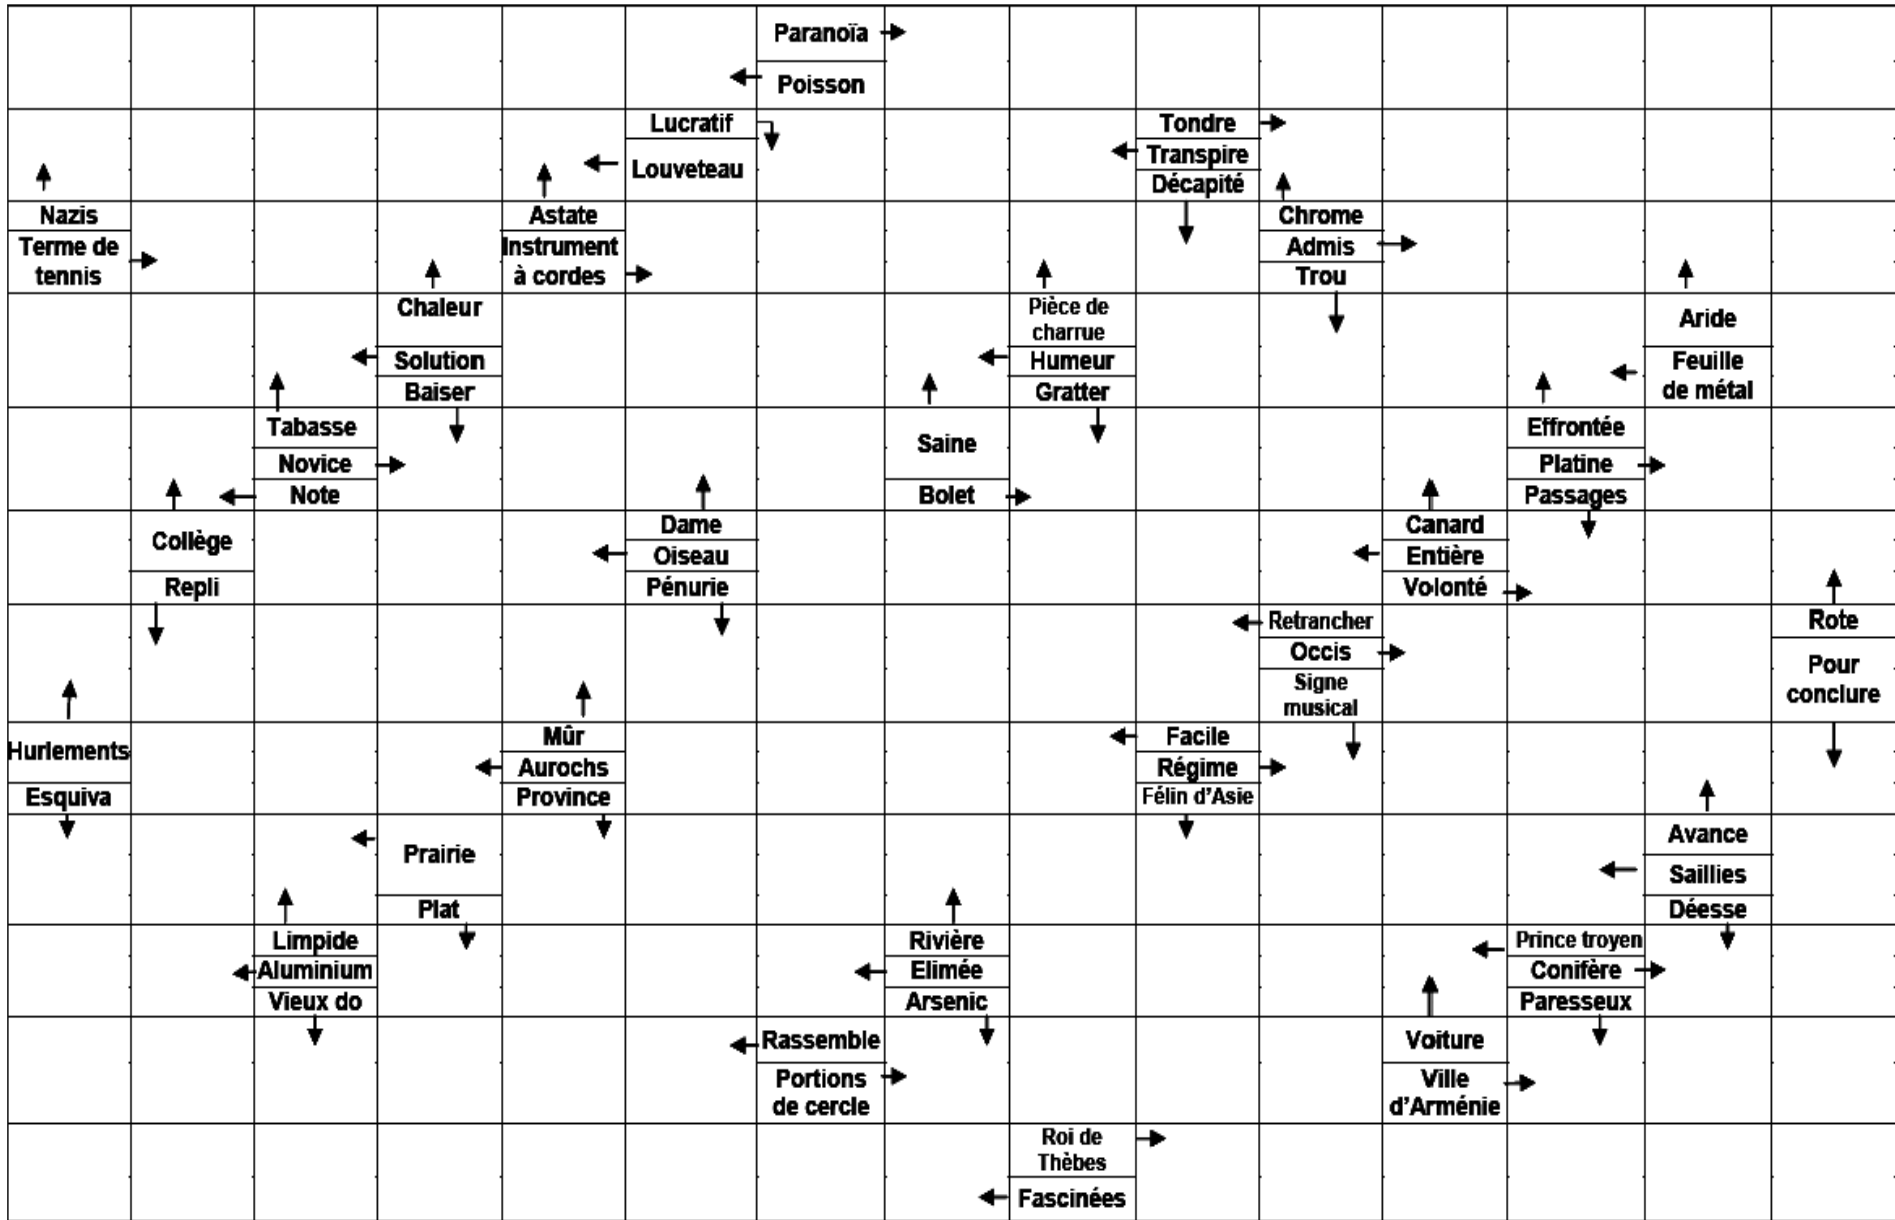 Paranoïa
Poisson
Lucratif
Louveteau
Tondre
Transpire
Décapité
Nazis
Terme de
tennis
Astate
Instrument
à cordes
Chrome
Admis
Trou
Chaleur
Solution
Baiser
Pièce de
charrue
Humeur
Gratter
Aride
Feuille
de métal
Tabasse
Novice
Note
Saine
Bolet
Effrontée
Platine
Passages
Collège
Repli
Dame
Oiseau
Pénurie
Canard
Entière
Volonté
Retrancher
Occis
Signe
musical
Rote
Pour
conclure
Hurlements
Esquiva
Mûr
Aurochs
Province
Facile
Régime
Félin d'Asie
Prairie
Plat
Avance
Saillies
Déesse
Limpide
Aluminium
Vieux do
Rivière
Elimée
Arsenic
Prince troyen
Conifère
Paresseux
Rassemble
Portions
de cercle
Voiture
Ville
d'Arménie
Roi de
Thèbes
Fascinées